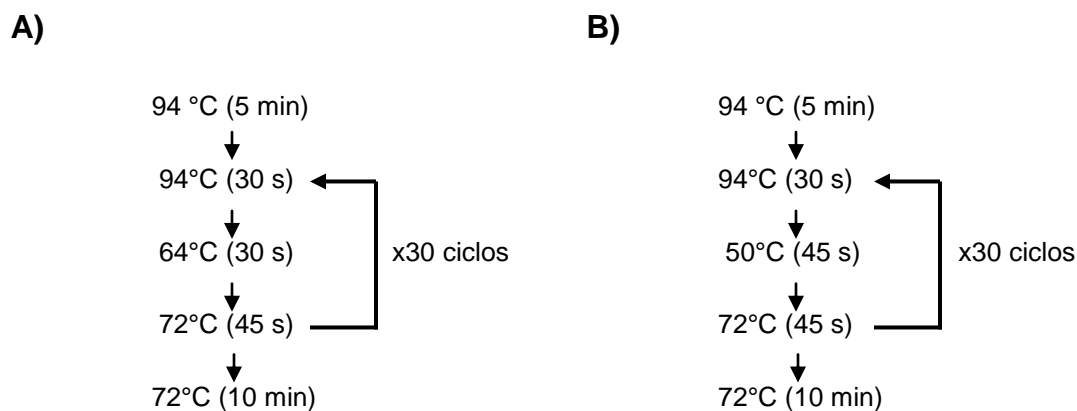 A)
94 °C (5 min)
94°C (30 s)
64°C (30 s)
x30 ciclos
72°C (45 s)
72°C (10 min)
B)
94 °C (5 min)
94°C (30 s)
50°C (45 s)
x30 ciclos
72°C (45 s)
72°C (10 min)